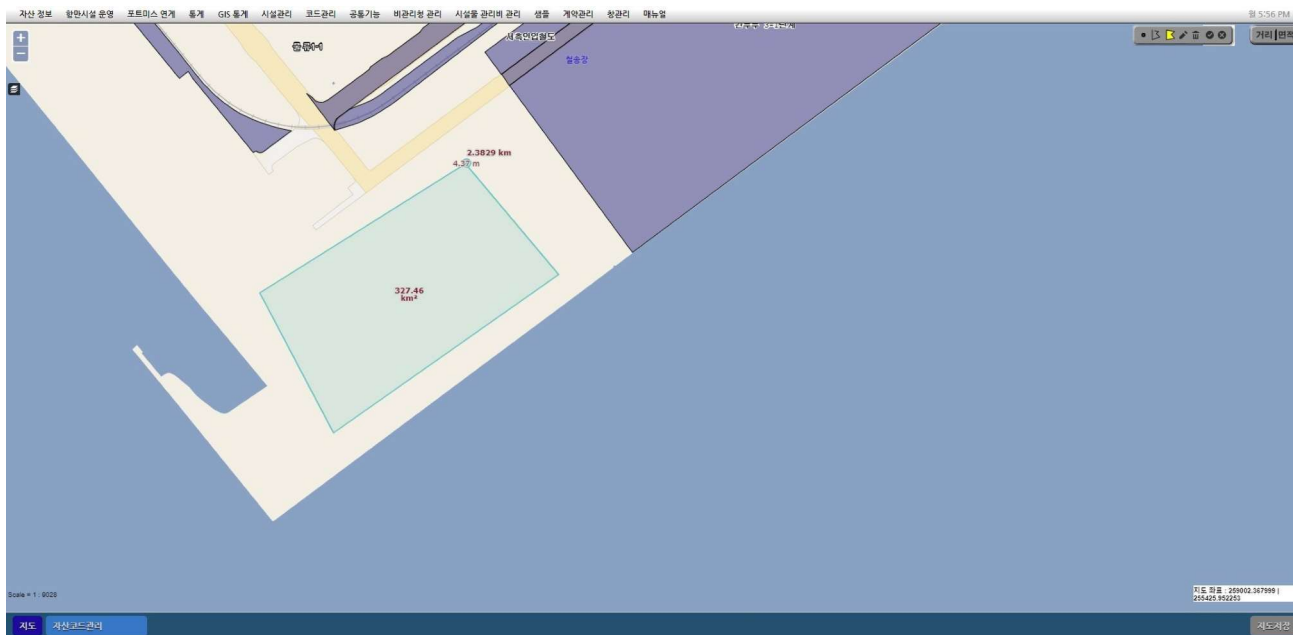 자산 정보 항만시설 운영 포트미스 연계 통계 GIS 통계 시설관리 코드관리 공통기능 비관리청 관리 시설물 관리비 관리 샘플 계약관리 창관리 매뉴얼
월 5:56 PM
거리 면적
철송장
2.3829 km
327.46
km²
Scale = 1 : 9028
지도 좌표 : 259002.367999 |
255425.952253
지도 자산코드관리
지도저장